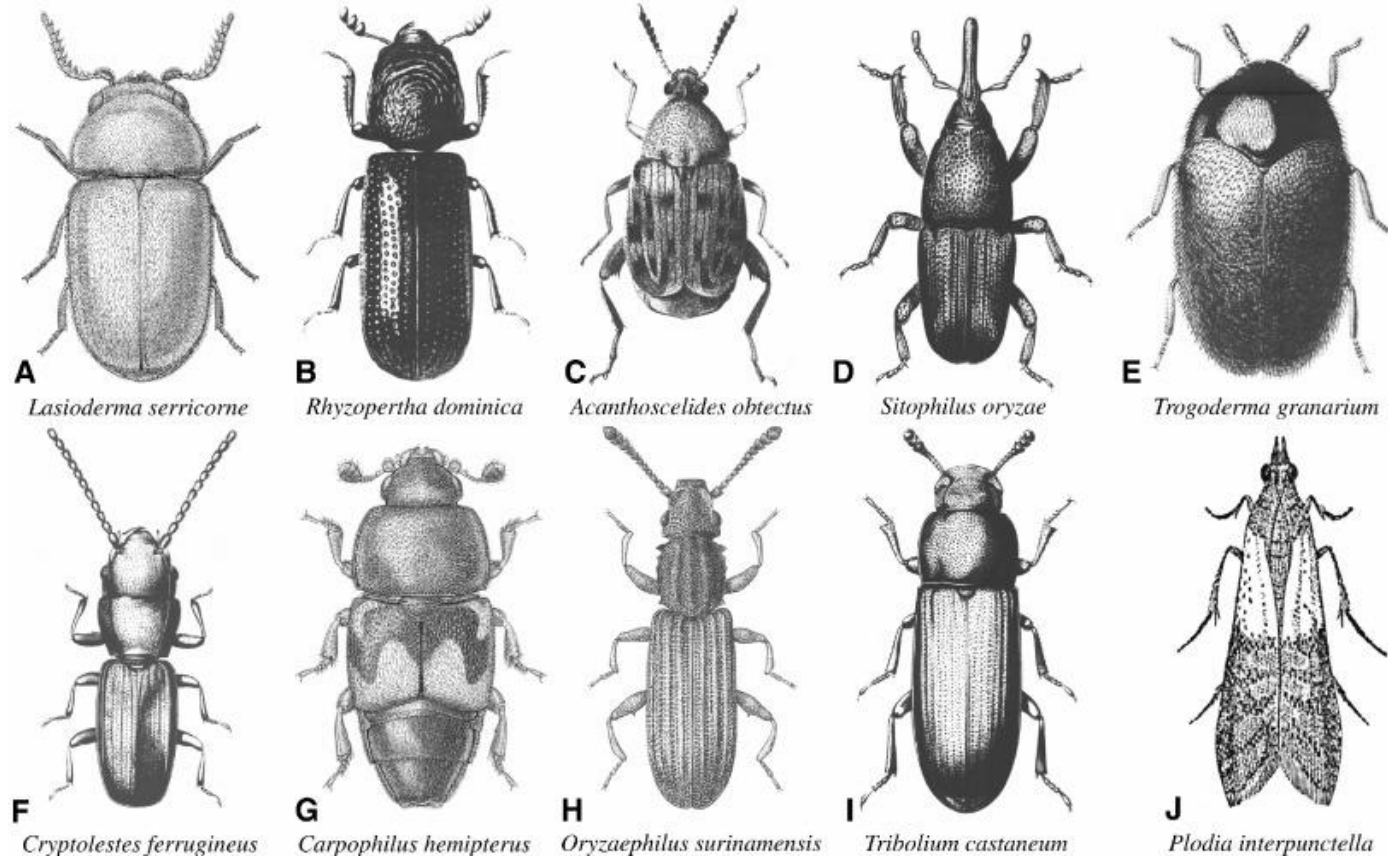 A
Lasioderma serricorne
B
Rhyzopertha dominica
C
Acanthoscelides obtectus
D
Sitophilus oryzae
E
Trogoderma granarium
F
Cryptolestes ferrugineus
G
Carpophilus hemipterus
H
Oryzaephilus surinamensis
I
Tribolium castaneum
J
Plodia interpunctella